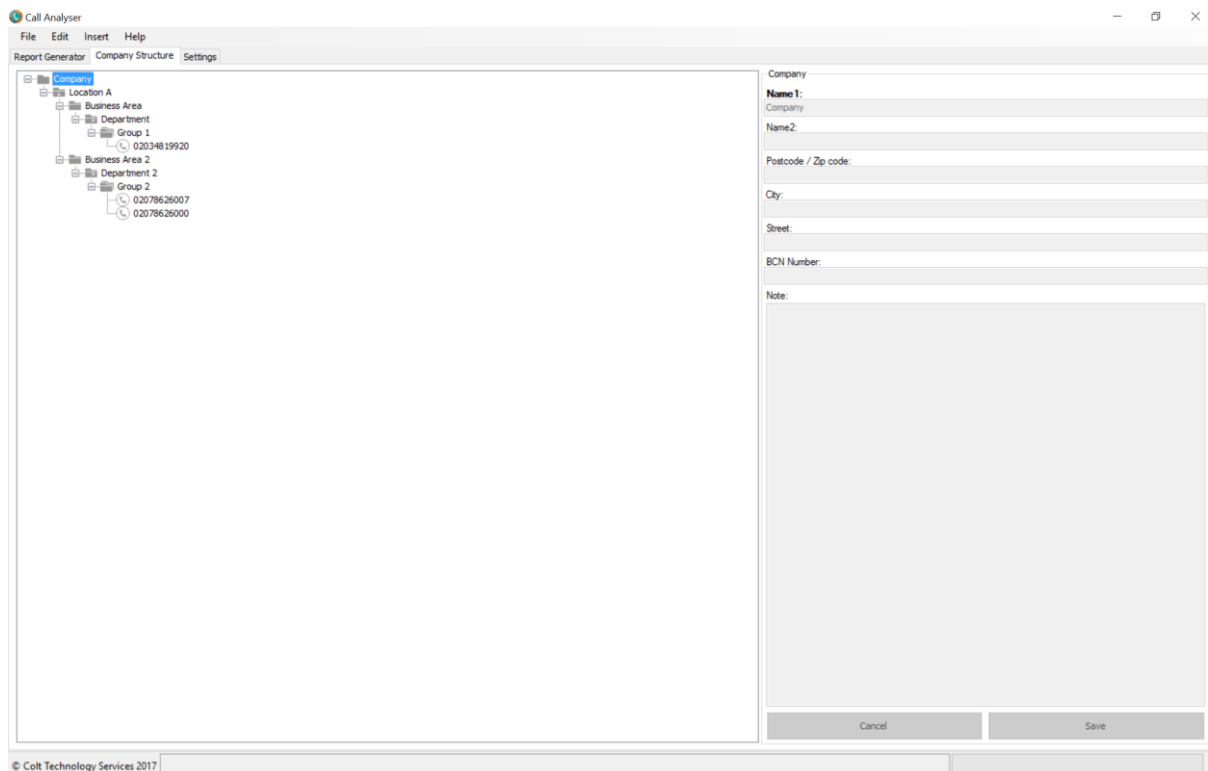 Call Analyser
File Edit Insert Help
Report Generator Company Structure Settings
Company
Location A
Business Area
Department
Group 1
02034819920
Business Area 2
Department 2
Group 2
02078626007
02078626000
Company
Name1:
Company
Name2:
Postcode / Zip code:
City:
Street:
BCN Number:
Note:
Cancel Save
© Colt Technology Services 2017